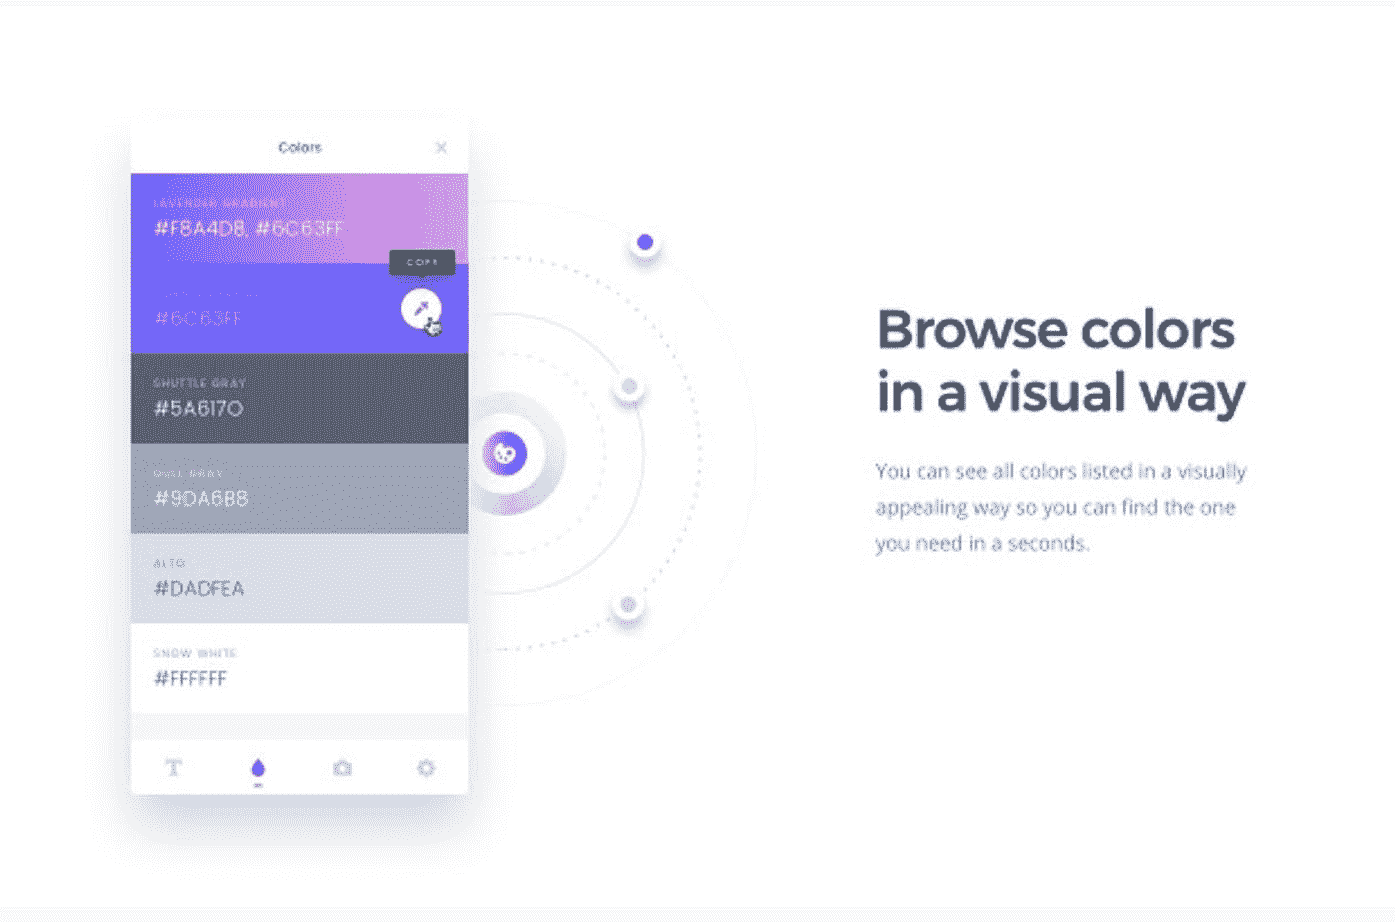 Colors
LAVENDER GRADIENT
#F8A4D8, #6C63FF
COPY
#6C63FF
SHUTTLE GRAY
#5A6170
GRAY
#9DA6B8
ALTO
#DADFEA
SNOW WHITE
#FFFFFF
T
Browse colors
in a visual way
You can see all colors listed in a visually
appealing way so you can find the one
you need in a seconds.